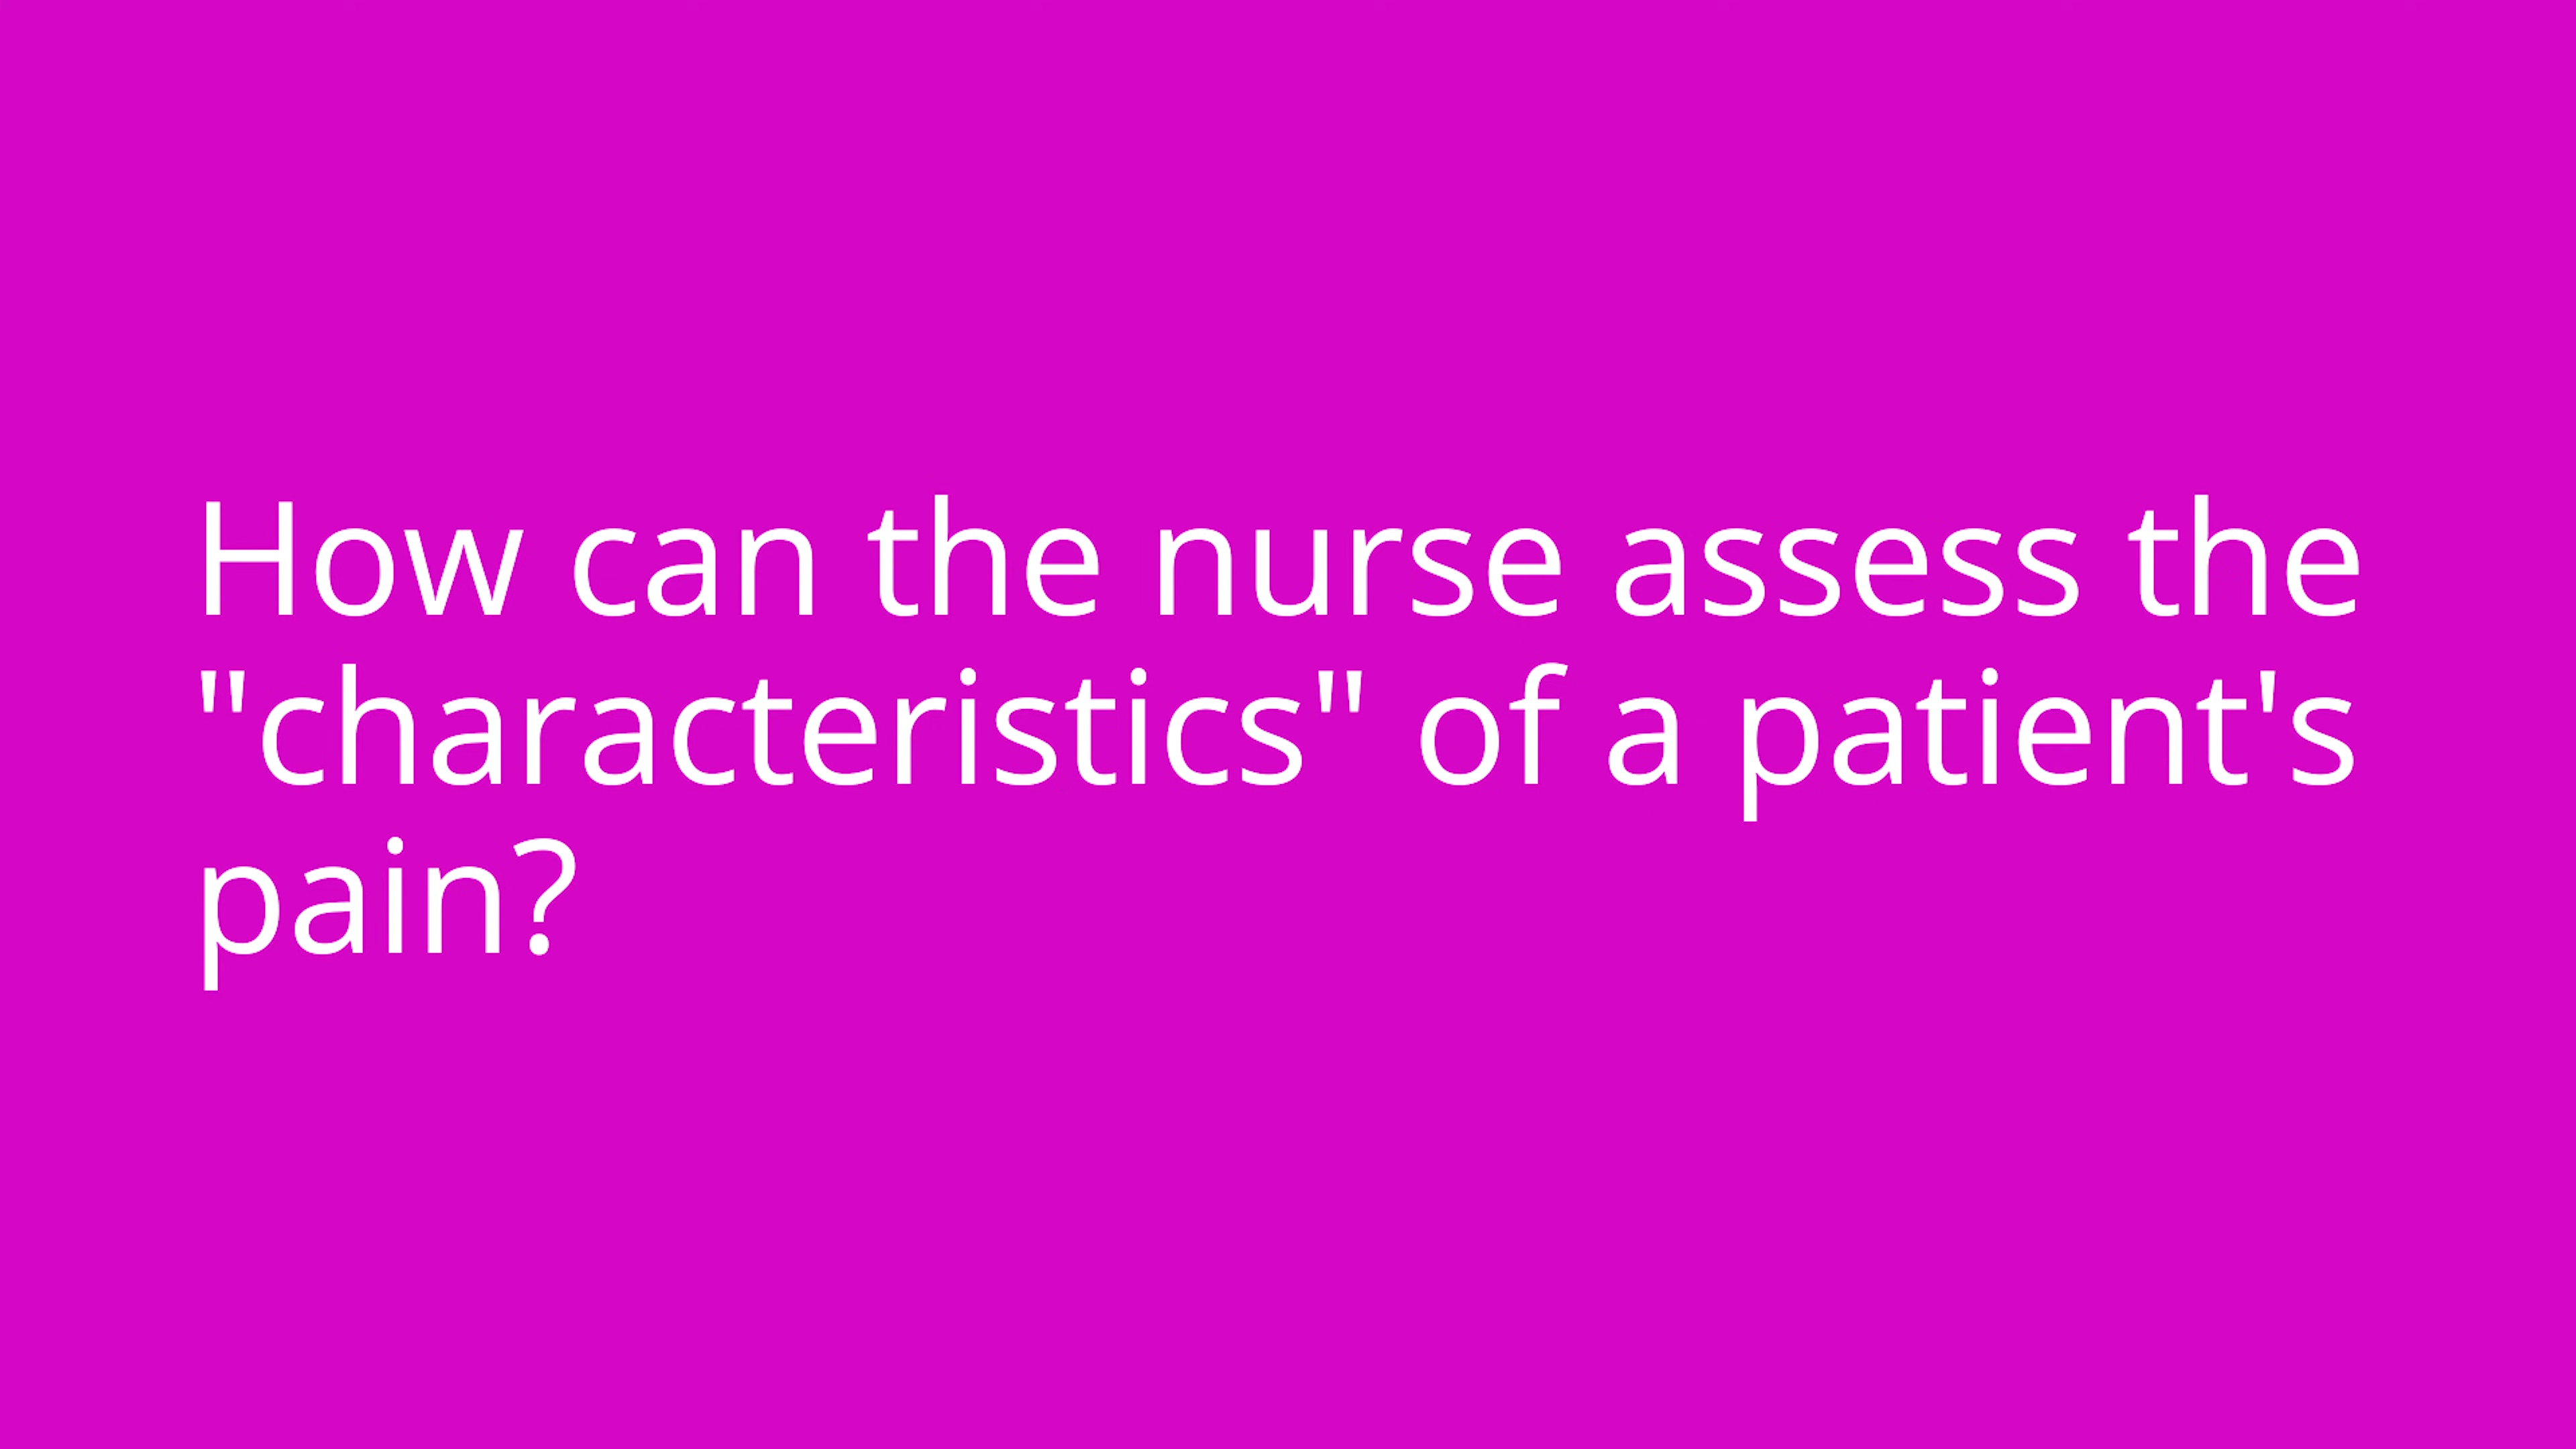 How can the nurse assess the
"characteristics" of a patient's
pain?